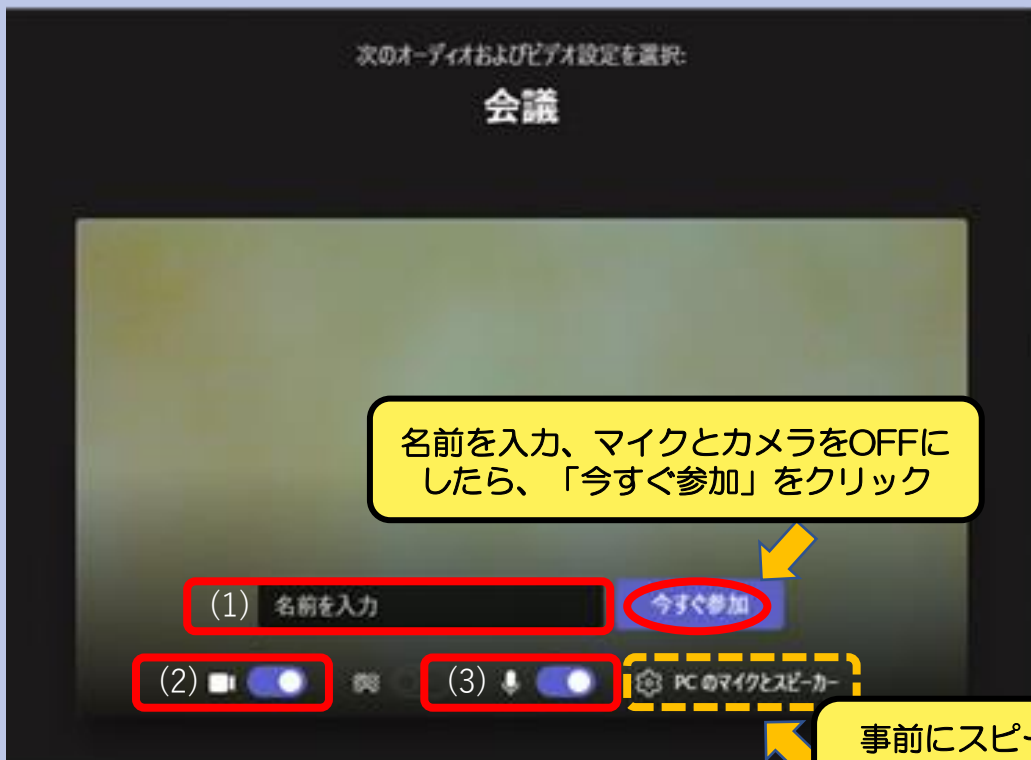 次のオーディオおよびビデオ設定を選択:
会議
名前を入力、マイクとカメラをOFFに
したら、「今すぐ参加」をクリック
(1) 名前を入力
今すぐ参加
(2)
(3)
PC のマイクとスピーカー
事前にスピ